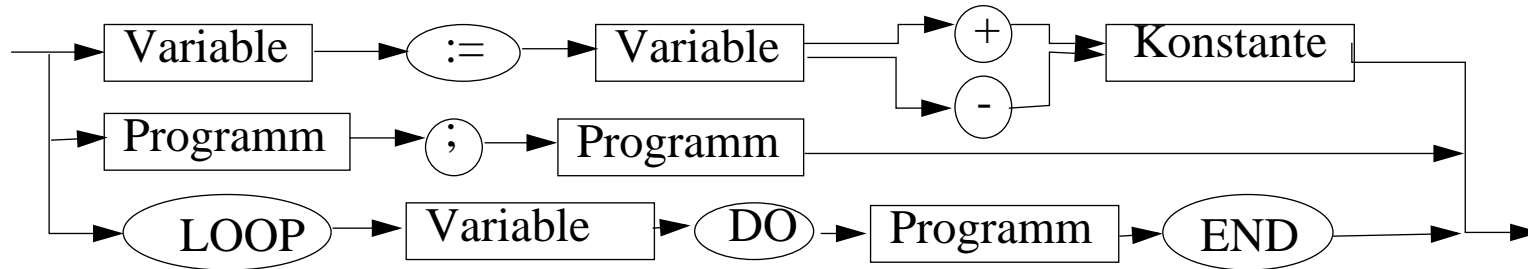 Variable := Variable + - Konstante
Programm ; Programm
LOOP Variable DO Programm END